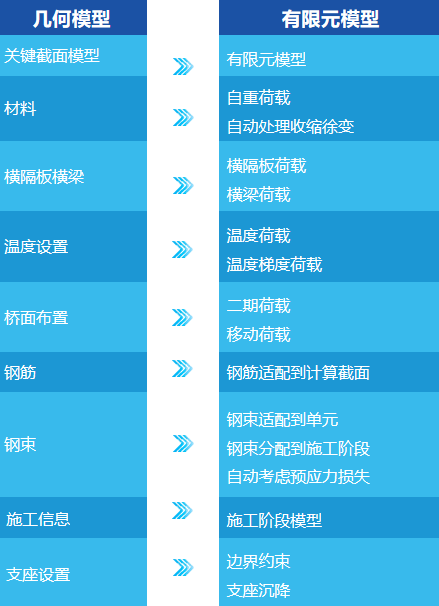 几何模型
有限元模型
关键截面模型
有限元模型
材料
自重荷载
自动处理收缩徐变
横隔板横梁
横隔板荷载
横梁荷载
温度设置
温度荷载
温度梯度荷载
桥面布置
二期荷载
移动荷载
钢筋
钢筋适配到计算截面
钢束
钢束适配到单元
钢束分配到施工阶段
自动考虑预应力损失
施工信息
施工阶段模型
支座设置
边界约束
支座沉降